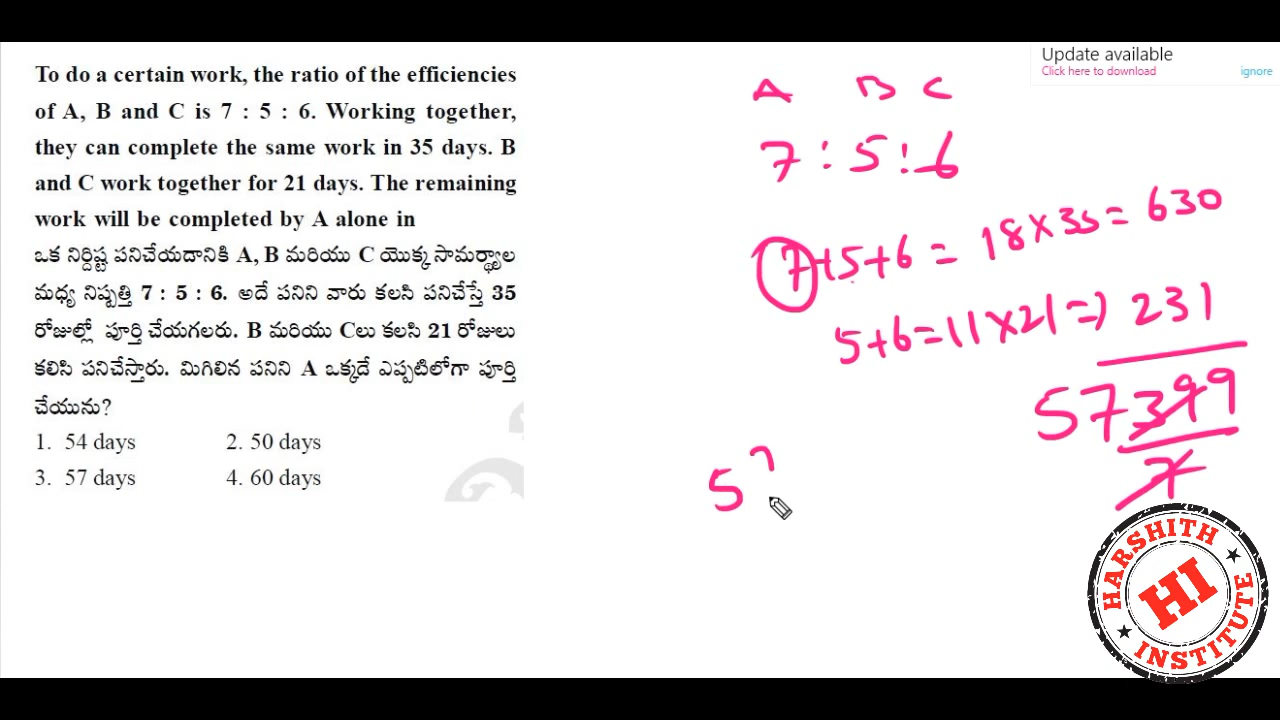 To do a certain work, the ratio of the efficiencies
of A, B and C is 7 : 5 : 6. Working together,
they can complete the same work in 35 days. B
and C work together for 21 days. The remaining
work will be completed by A alone in
ఒక నిర్దిష్ట పనిచేయడానికి A, B మరియు C యొక్క సామర్థ్యాల
మధ్య నిష్పత్తి 7 : 5 : 6. అదే పనిని వారు కలసి పనిచేస్తే 35
రోజుల్లో పూర్తి చేయగలరు. B మరియు Cలు కలసి 21 రోజులు
కలిసి పనిచేస్తారు. మిగిలిన పనిని A ఒక్కడే ఎప్పటిలోగా పూర్తి
చేయును?
1. 54 days 2. 50 days
3. 57 days 4. 60 days
Update available
Click here to download ignore
A B C
7 : 5 : 6
7+5+6 = 18×35= 630
5+6=11×21=) 231
57 399
7
57
HARSHITH
HI
INSTITUTE